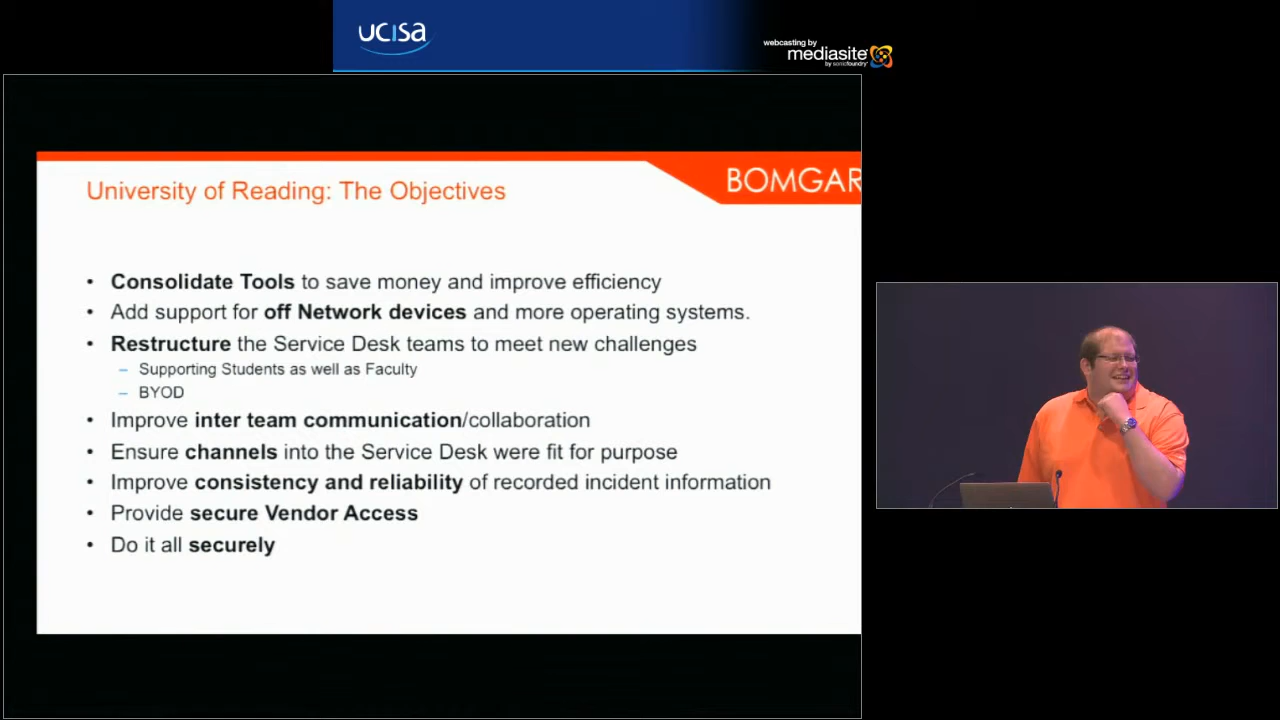 ucisa
webcasting by
mediasite
by sonicfoundry
BOMGAR
University of Reading: The Objectives
• Consolidate Tools to save money and improve efficiency
• Add support for off Network devices and more operating systems.
• Restructure the Service Desk teams to meet new challenges
– Supporting Students as well as Faculty
– BYOD
• Improve inter team communication/collaboration
• Ensure channels into the Service Desk were fit for purpose
• Improve consistency and reliability of recorded incident information
• Provide secure Vendor Access
• Do it all securely